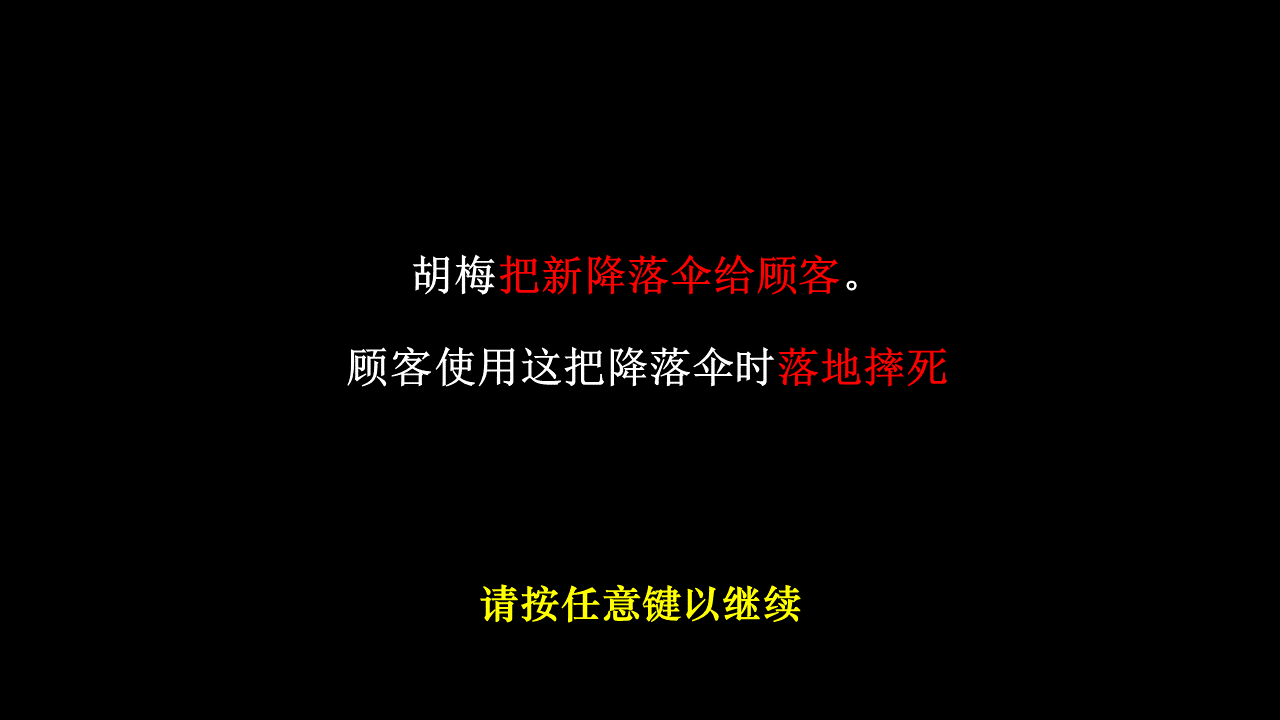 胡梅把新降落伞给顾客。
顾客使用这把降落伞时落地摔死
请按任意键以继续